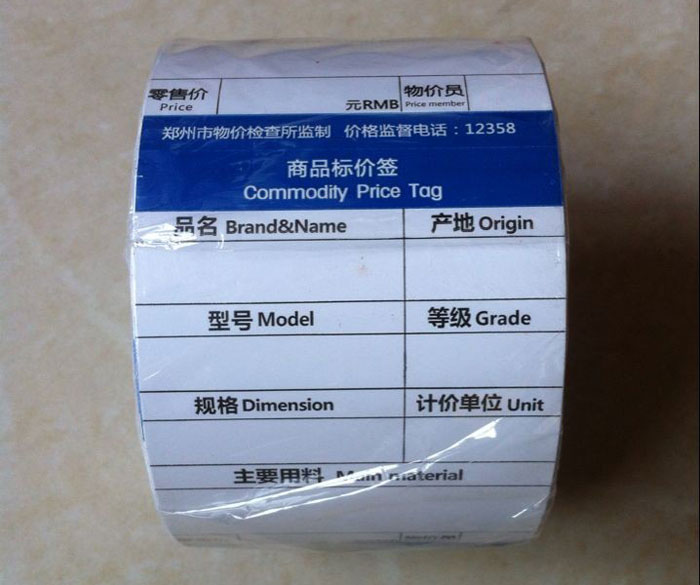 零售价 元RMB 物价员
Price Price member
郑州市物价检查所监制 价格监督电话：12358
商品标价签
Commodity Price Tag
品名 Brand&Name 产地 Origin
型号 Model 等级 Grade
规格 Dimension 计价单位 Unit
主要用料 Main material